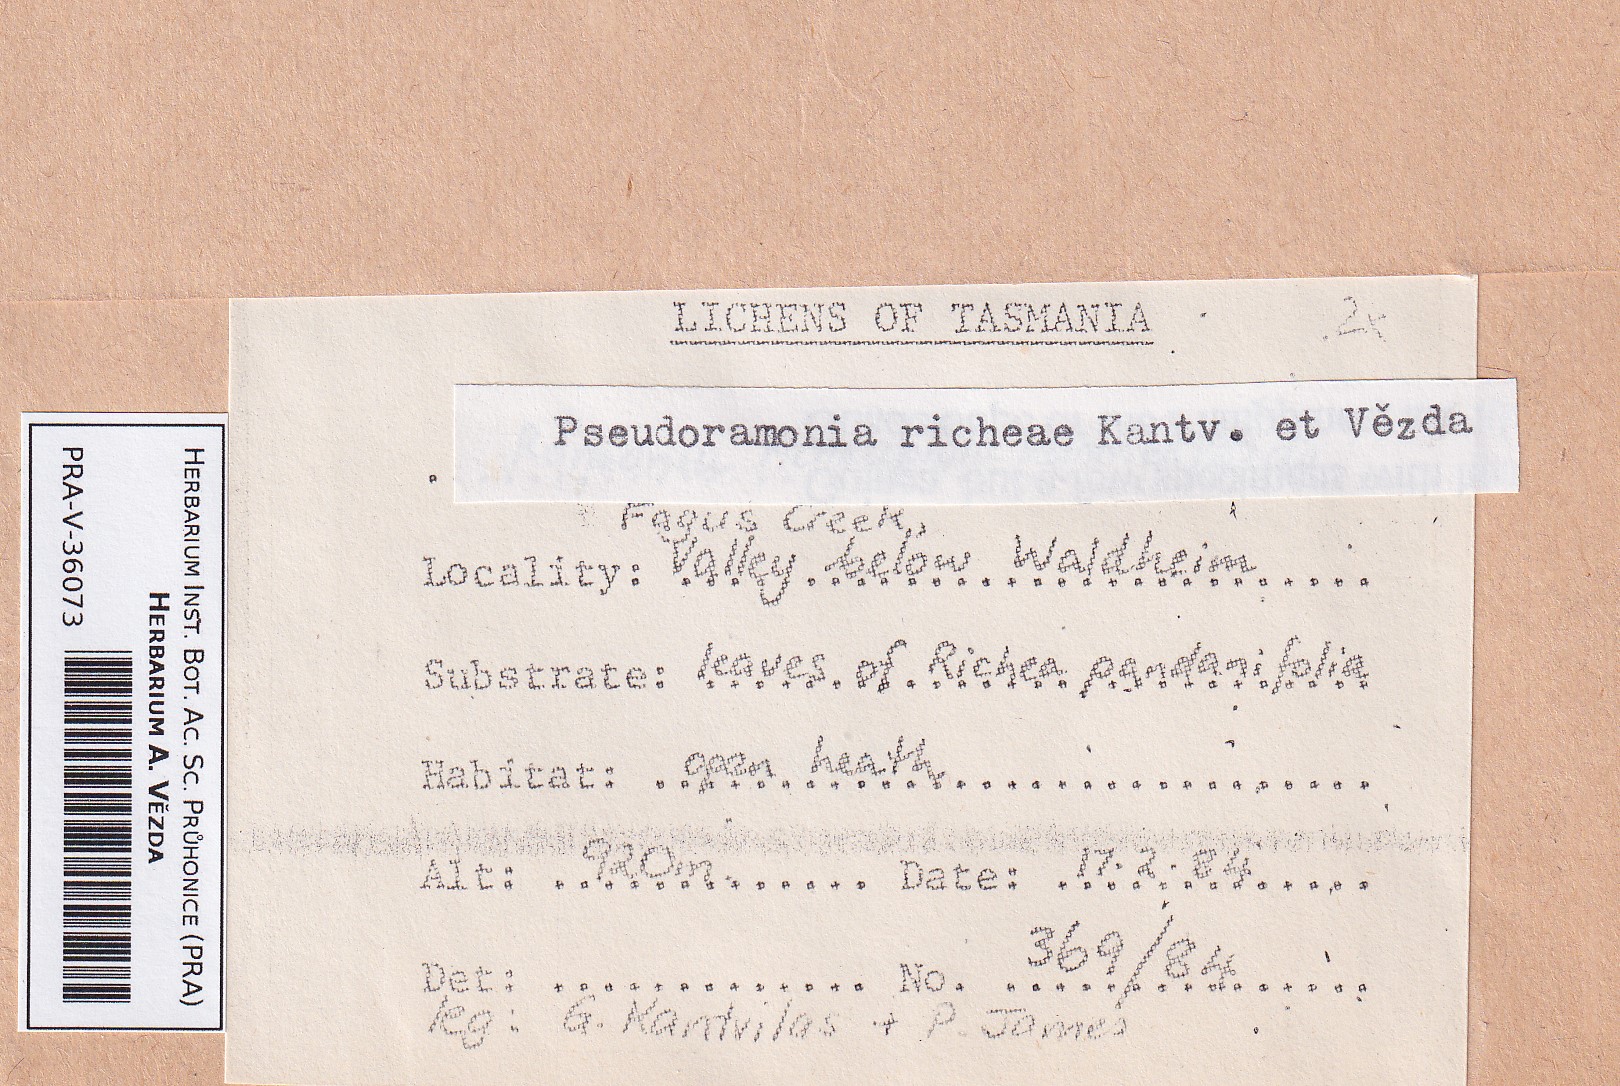 LICHENS OF TASMANIA
2x
Pseudoramonia richeae Kantv. et Vězda
Fagus Creek,
Locality: Valley below Waldheim
Substrate: leaves of Richea pandanifolia
Habitat: open heath
Alt: 920m. Date: 17.2.84
Det: No. 369/84
leg: G. Kantvilas + P. James
HERBARIUM INST. BOT. AC. SC. PRŮHONICE (PRA)
HERBARIUM A. VĚZDA
PRA-V-36073